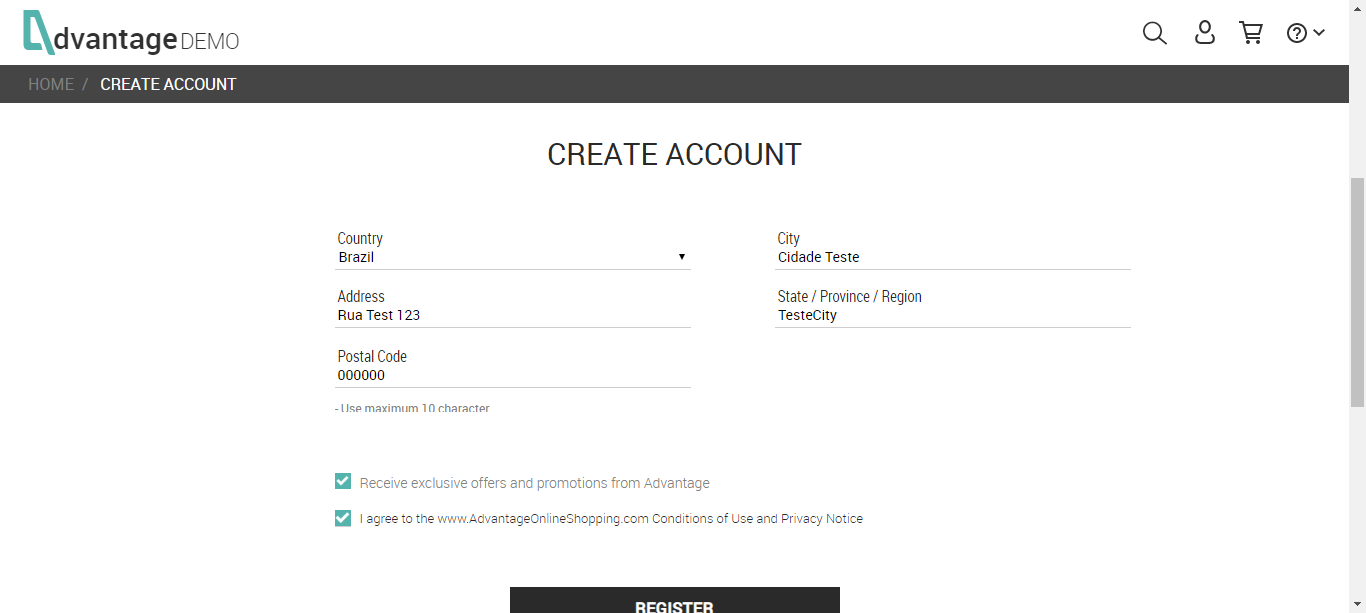 dvantage DEMO
HOME / CREATE ACCOUNT
CREATE ACCOUNT
Country
Brazil
City
Cidade Teste
Address
Rua Test 123
State / Province / Region
TesteCity
Postal Code
000000
- Use maximum 10 character
Receive exclusive offers and promotions from Advantage
I agree to the www.AdvantageOnlineShopping.com Conditions of Use and Privacy Notice
REGISTER